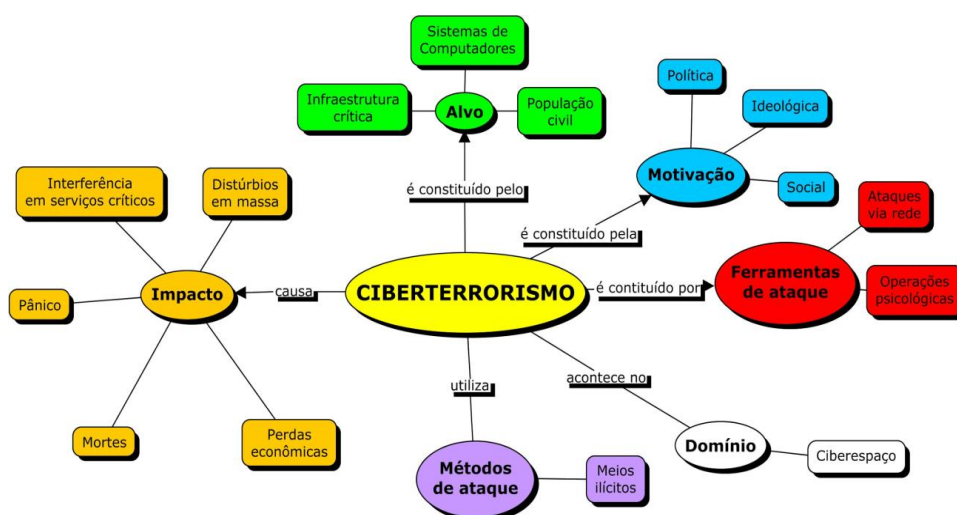 Sistemas de
Computadores
Infraestrutura
crítica
Alvo
População
civil
Política
Ideológica
Motivação
Social
é constituído pelo
é constituído pela
Interferência
em serviços críticos
Distúrbios
em massa
Pânico
Impacto
causa
Mortes
Perdas
econômicas
CIBERTERRORISMO
é contituído por
Ferramentas
de ataque
Ataques
via rede
Operações
psicológicas
utiliza
Métodos
de ataque
Meios
ilícitos
acontece no
Domínio
Ciberespaço